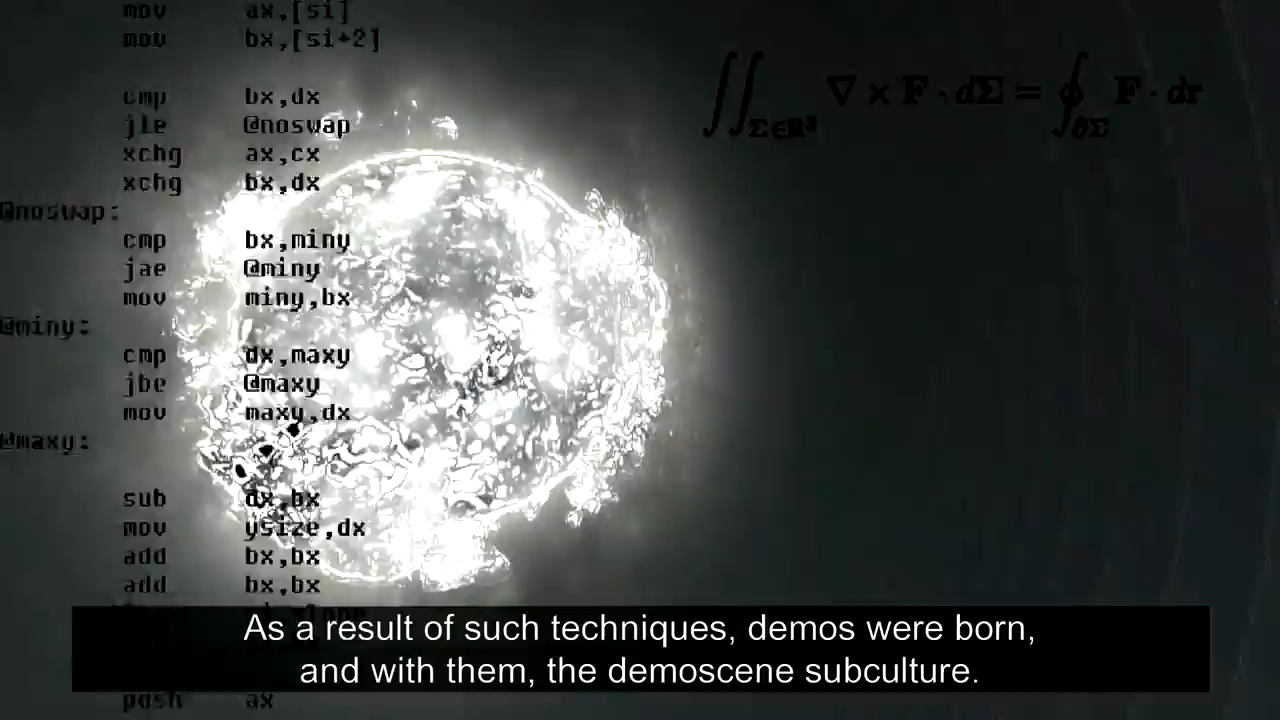 mov ax,[si]
mov bx,[si+2]
cmp bx,dx
jle @noswap
xchg ax,cx
xchg bx,dx
@noswap:
cmp bx,miny
jae @miny
mov miny,bx
@miny:
cmp dx,maxy
jbe @maxy
mov maxy,dx
@maxy:
sub dx,bx
mov ysize,dx
add bx,bx
add bx,bx
push ax
∬Σ∈R³ ∇ × F · dΣ = ∮∂Σ F · dr
As a result of such techniques, demos were born,
and with them, the demoscene subculture.